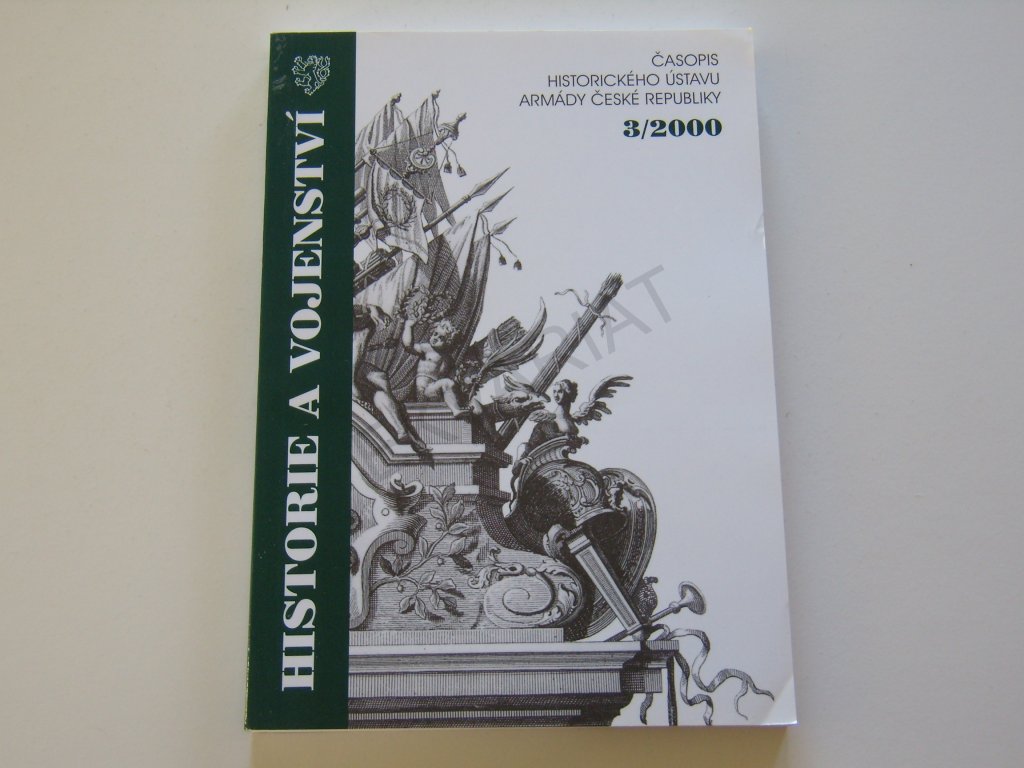 ČASOPIS
HISTORICKÉHO ÚSTAVU
ARMÁDY ČESKÉ REPUBLIKY
3/2000
HISTORIE A VOJENSTVÍ